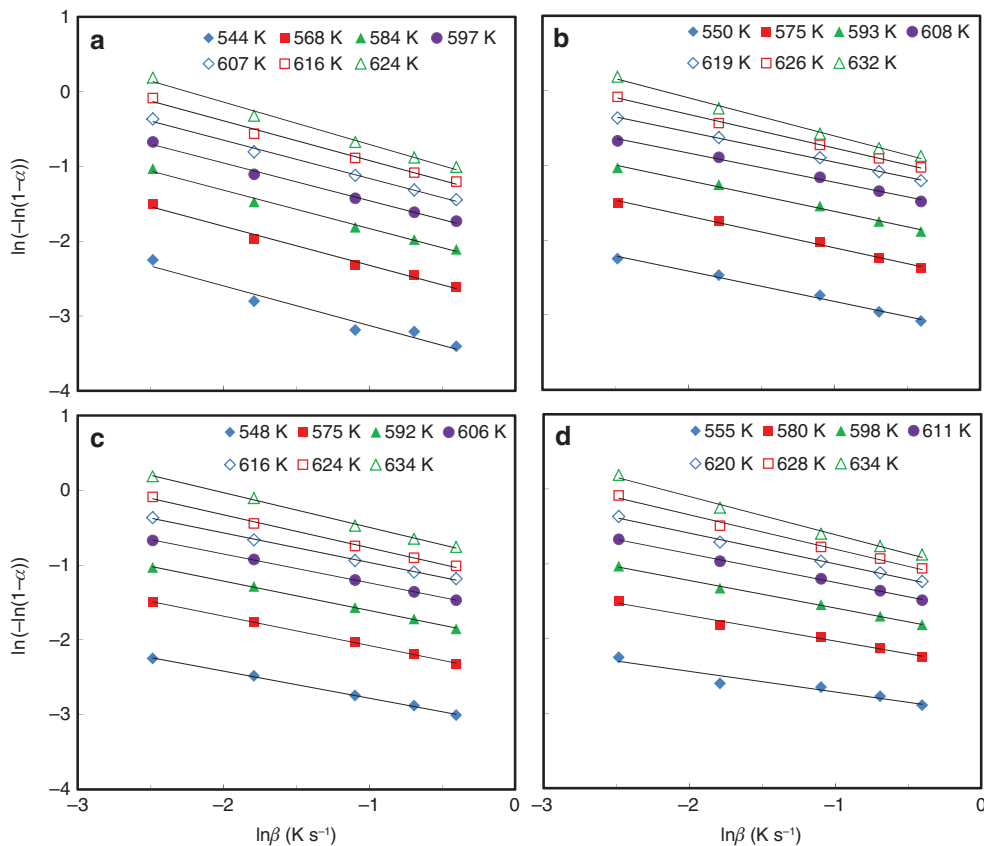 a
544 K 568 K 584 K 597 K
607 K 616 K 624 K
b
550 K 575 K 593 K 608 K
619 K 626 K 632 K
1
0
−1
−2
−3
−4
ln(−ln(1−α))
c
548 K 575 K 592 K 606 K
616 K 624 K 634 K
d
555 K 580 K 598 K 611 K
620 K 628 K 634 K
1
0
−1
−2
−3
−4
ln(−ln(1−α))
−3 −2 −1 0
−3 −2 −1 0
lnβ (K s⁻¹)
lnβ (K s⁻¹)